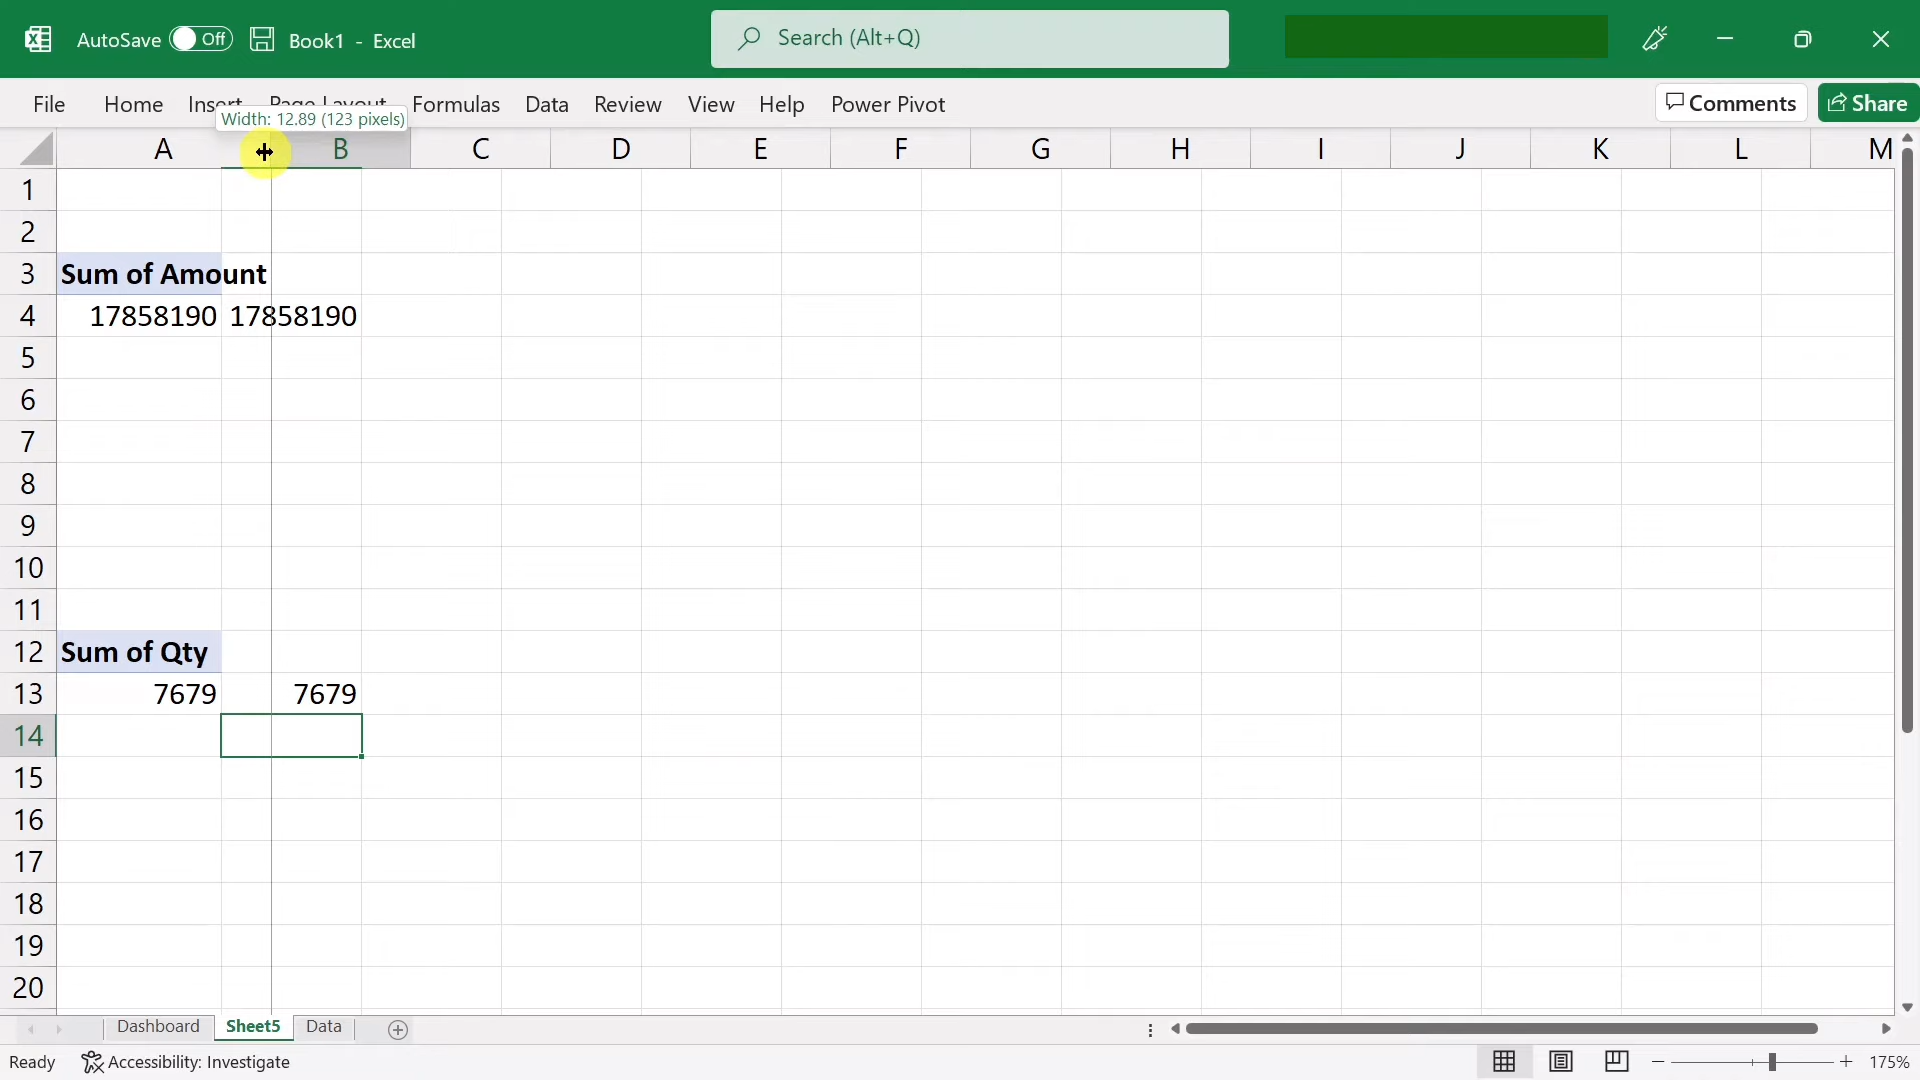 AutoSave Off Book1 - Excel Search (Alt+Q)
File Home Insert Page Layout Formulas Data Review View Help Power Pivot Comments Share
Width: 12.89 (123 pixels)
A B C D E F G H I J K L M
1
2
3 Sum of Amount
4 17858190 17858190
5
6
7
8
9
10
11
12 Sum of Qty
13 7679 7679
14
15
16
17
18
19
20
Dashboard Sheet5 Data
Ready Accessibility: Investigate 175%